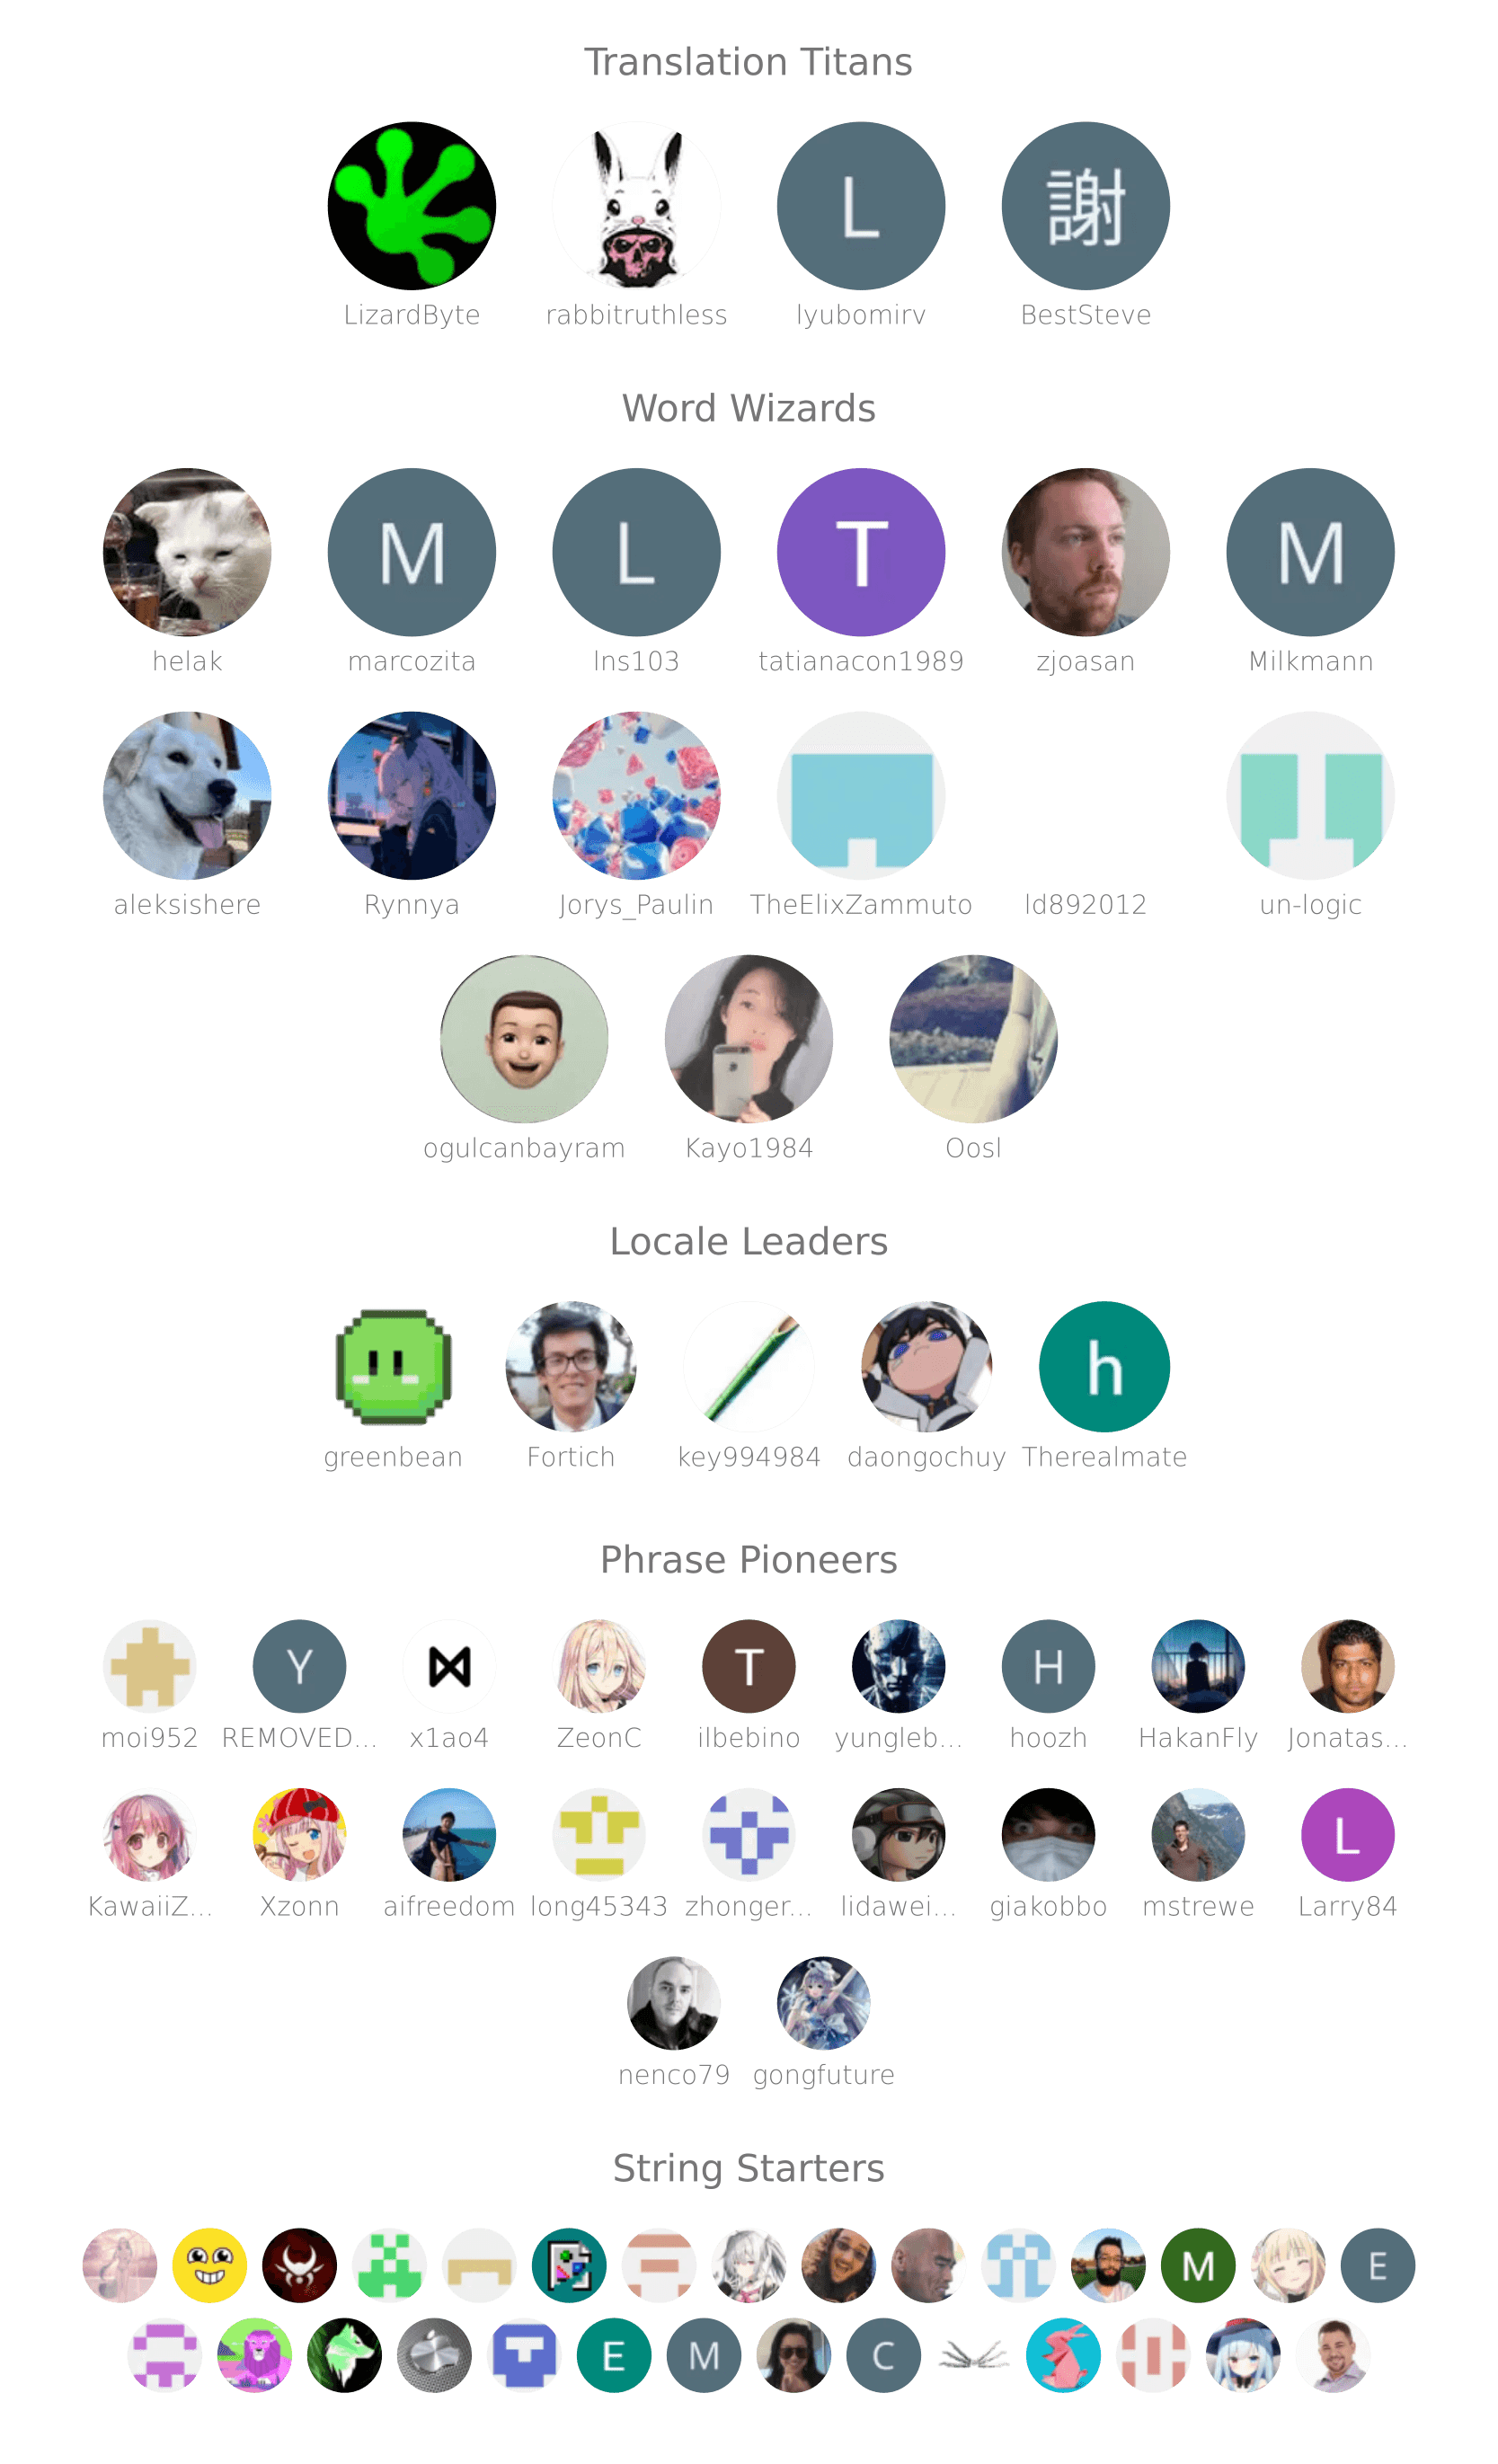 Translation Titans
L 謝
LizardByte rabbitruthless lyubomirv BestSteve
Word Wizards
M L T M
helak marcozita lns103 tatianacon1989 zjoasan Milkmann
aleksishere Rynnya Jorys_Paulin TheElixZammuto ld892012 un-logic
ogulcanbayram Kayo1984 Oosl
Locale Leaders
h
greenbean Fortich key994984 daongochuy Therealmate
Phrase Pioneers
Y T H
moi952 REMOVED... x1ao4 ZeonC ilbebino yungleb... hoozh HakanFly Jonatas...
L
KawaiiZ... Xzonn aifreedom long45343 zhonger... lidawei... giakobbo mstrewe Larry84
nenco79 gongfuture
String Starters
M E
E M C